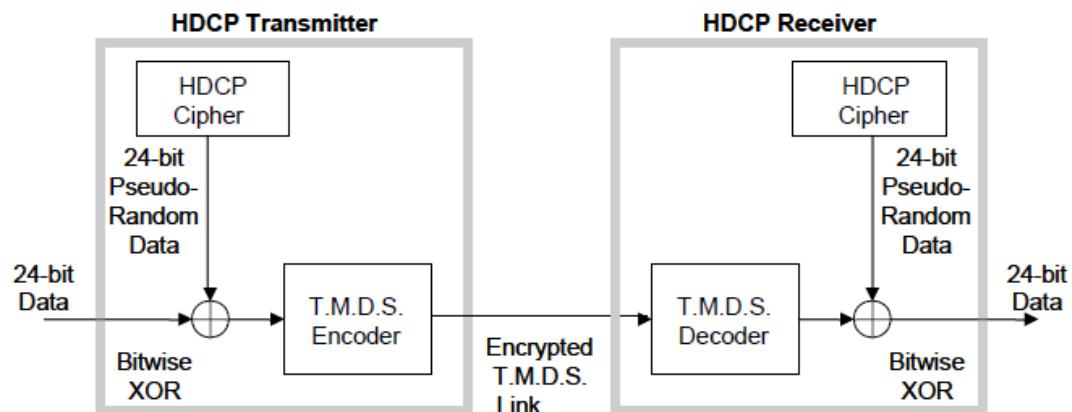 HDCP Transmitter
HDCP
Cipher
24-bit
Pseudo-
Random
Data
24-bit
Data
Bitwise
XOR
T.M.D.S.
Encoder
Encrypted
T.M.D.S.
Link
HDCP Receiver
HDCP
Cipher
24-bit
Pseudo-
Random
Data
T.M.D.S.
Decoder
Bitwise
XOR
24-bit
Data